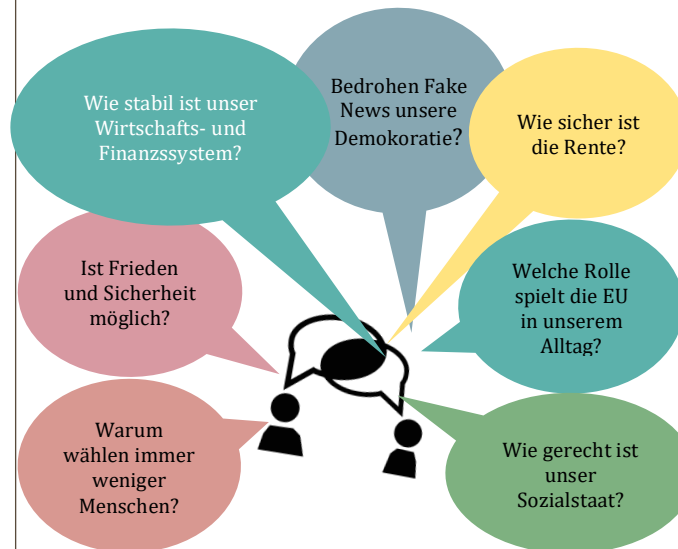 Wie stabil ist unser
Wirtschafts- und
Finanzssystem?
Bedrohen Fake
News unsere
Demokoratie?
Wie sicher ist
die Rente?
Ist Frieden
und Sicherheit
möglich?
Welche Rolle
spielt die EU
in unserem
Alltag?
Warum
wählen immer
weniger
Menschen?
Wie gerecht ist
unser
Sozialstaat?